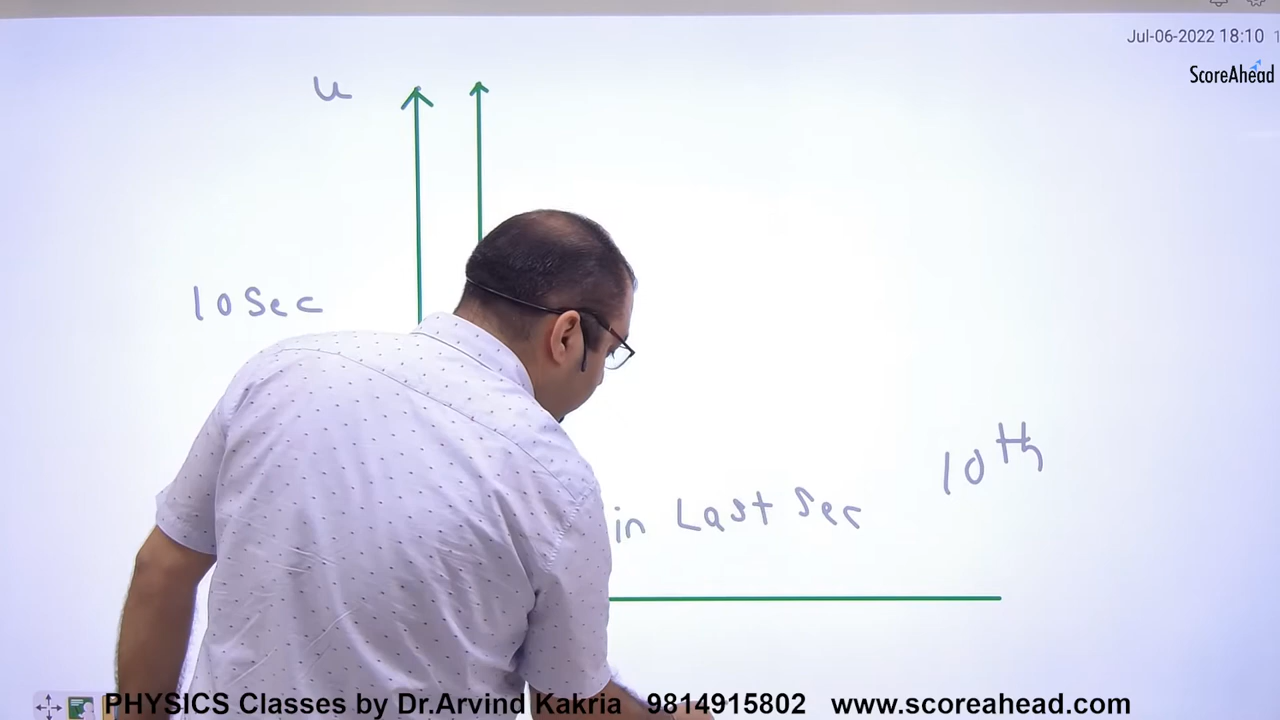 Jul-06-2022 18:10
ScoreAhead
u
10 Sec
10th
in Last Sec
PHYSICS Classes by Dr.Arvind Kakria 9814915802 www.scoreahead.com